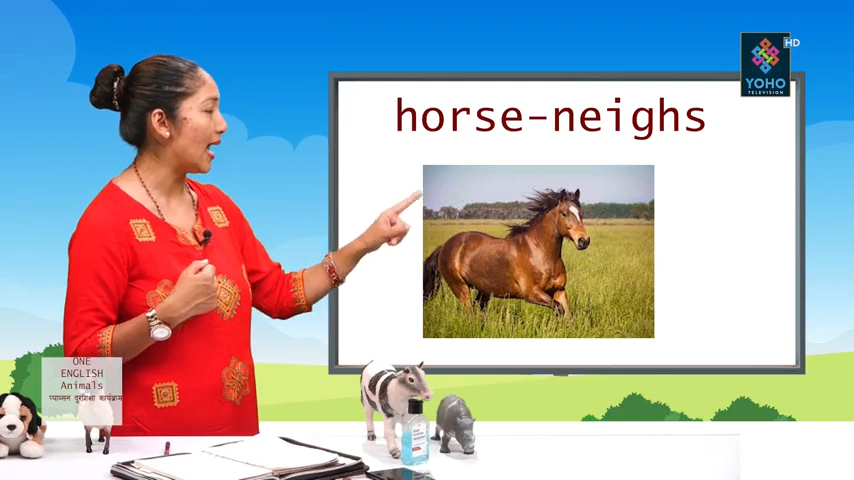 HD
YOHO
TELEVISION
horse-neighs
ONE
ENGLISH
Animals